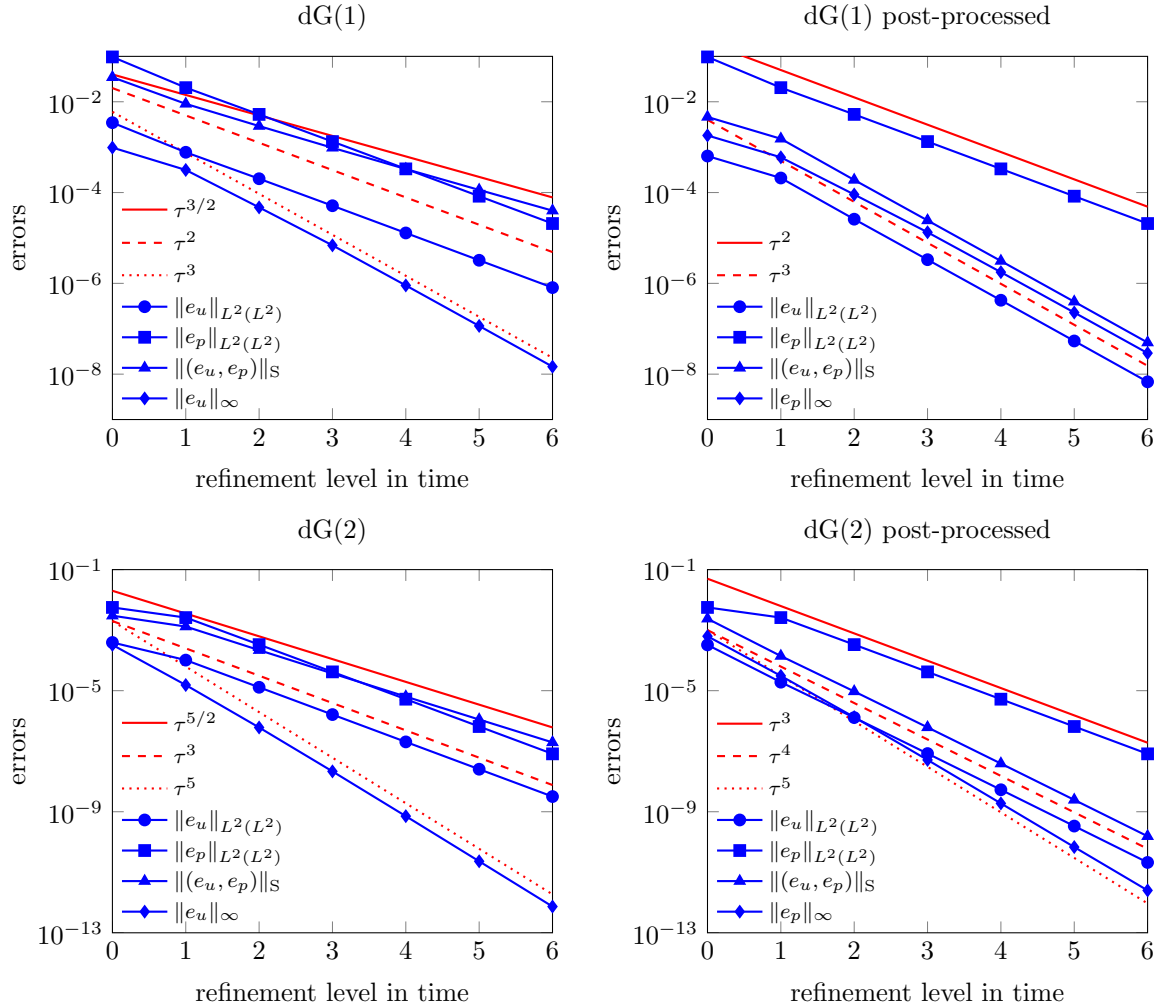 dG(1)
errors
10^{-2}
10^{-4}
10^{-6}
10^{-8}
τ^{3/2}
τ^2
τ^3
‖e_u‖_{L^2(L^2)}
‖e_p‖_{L^2(L^2)}
‖(e_u, e_p)‖_S
‖e_u‖_∞
0 1 2 3 4 5 6
refinement level in time
dG(1) post-processed
errors
10^{-2}
10^{-4}
10^{-6}
10^{-8}
τ^2
τ^3
‖e_u‖_{L^2(L^2)}
‖e_p‖_{L^2(L^2)}
‖(e_u, e_p)‖_S
‖e_p‖_∞
0 1 2 3 4 5 6
refinement level in time
dG(2)
errors
10^{-1}
10^{-5}
10^{-9}
10^{-13}
τ^{5/2}
τ^3
τ^5
‖e_u‖_{L^2(L^2)}
‖e_p‖_{L^2(L^2)}
‖(e_u, e_p)‖_S
‖e_u‖_∞
0 1 2 3 4 5 6
refinement level in time
dG(2) post-processed
errors
10^{-1}
10^{-5}
10^{-9}
10^{-13}
τ^3
τ^4
τ^5
‖e_u‖_{L^2(L^2)}
‖e_p‖_{L^2(L^2)}
‖(e_u, e_p)‖_S
‖e_p‖_∞
0 1 2 3 4 5 6
refinement level in time